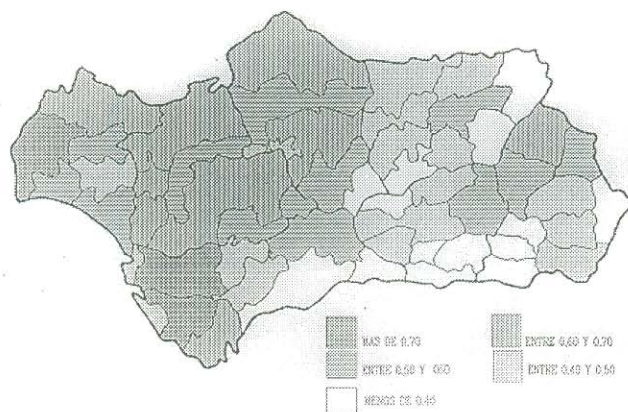 MAS DE 0,70
ENTRE 0,60 Y 0,70
ENTRE 0,50 Y 060
ENTRE 0,40 Y 0,50
MENOS DE 0,40